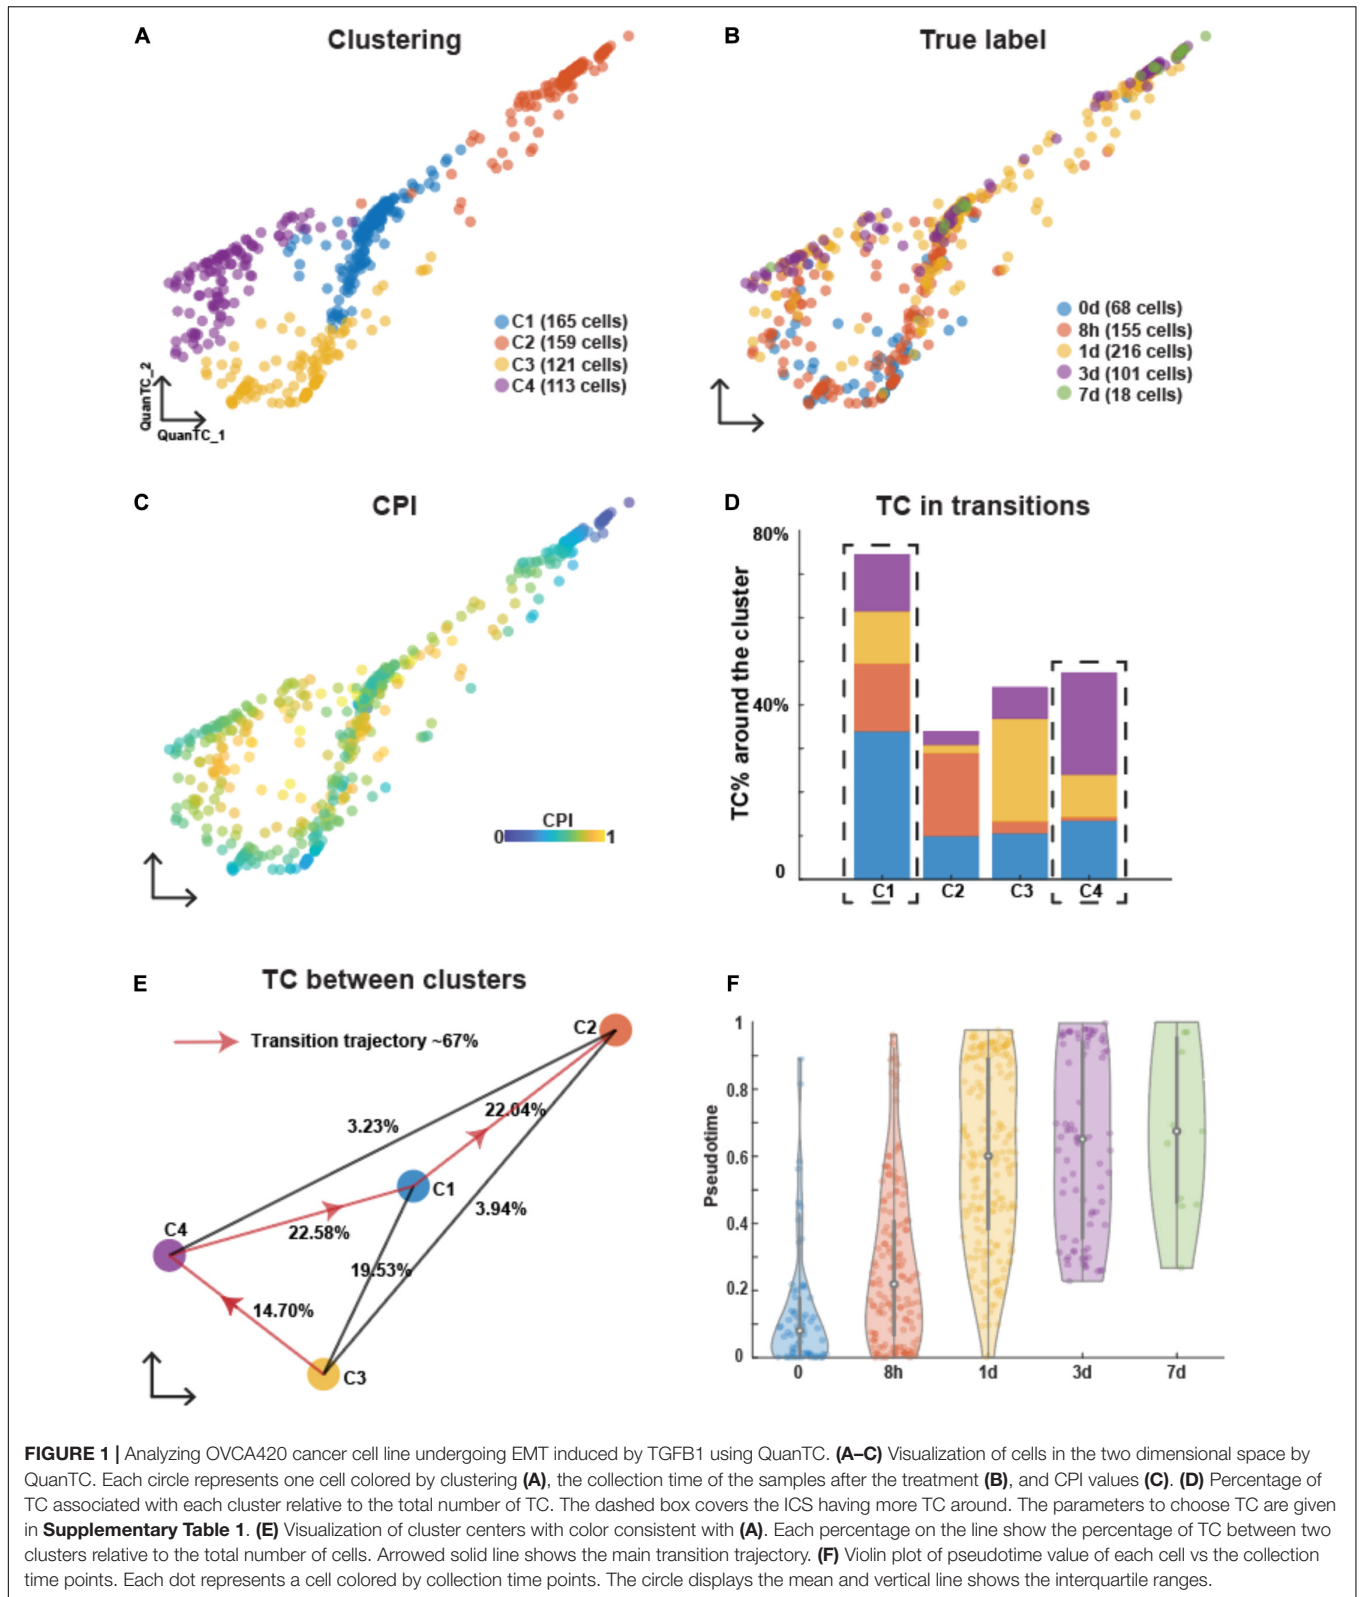 A
Clustering
C1 (165 cells)
C2 (159 cells)
C3 (121 cells)
C4 (113 cells)
QuanTC_2
QuanTC_1
B
True label
0d (68 cells)
8h (155 cells)
1d (216 cells)
3d (101 cells)
7d (18 cells)
C
CPI
CPI
0 1
D
TC in transitions
TC% around the cluster
80%
40%
0
C1 C2 C3 C4
E
TC between clusters
Transition trajectory ~67%
C2
22.04%
3.23%
C1
3.94%
C4
22.58%
19.53%
14.70%
C3
F
Pseudotime
1
0.8
0.6
0.4
0.2
0
0 8h 1d 3d 7d
FIGURE 1 | Analyzing OVCA420 cancer cell line undergoing EMT induced by TGFB1 using QuanTC. (A–C) Visualization of cells in the two dimensional space by
QuanTC. Each circle represents one cell colored by clustering (A), the collection time of the samples after the treatment (B), and CPI values (C). (D) Percentage of
TC associated with each cluster relative to the total number of TC. The dashed box covers the ICS having more TC around. The parameters to choose TC are given
in Supplementary Table 1. (E) Visualization of cluster centers with color consistent with (A). Each percentage on the line show the percentage of TC between two
clusters relative to the total number of cells. Arrowed solid line shows the main transition trajectory. (F) Violin plot of pseudotime value of each cell vs the collection
time points. Each dot represents a cell colored by collection time points. The circle displays the mean and vertical line shows the interquartile ranges.